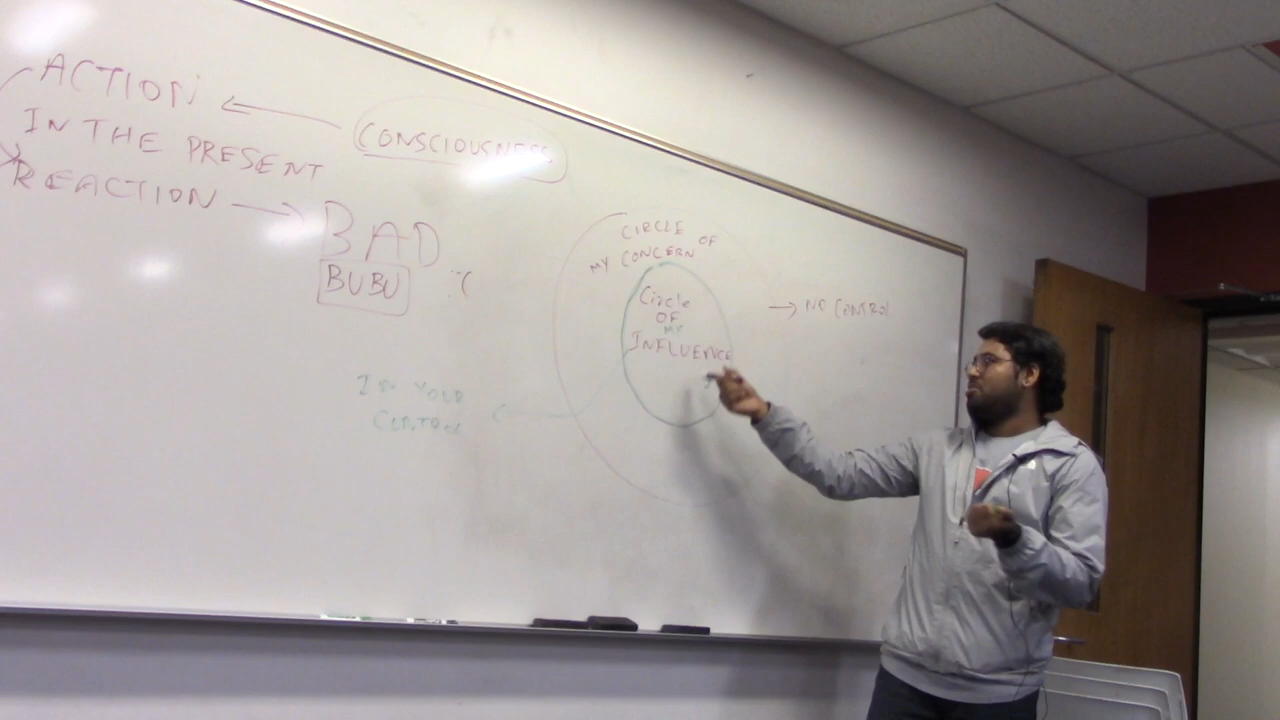 ACTION
CONSCIOUSNESS
IN THE PRESENT
REACTION
BAD
BUBU :(
CIRCLE OF
MY CONCERN
Circle
OF
MY
INFLUENCE
NO CONTROL
IN YOUR
CONTROL